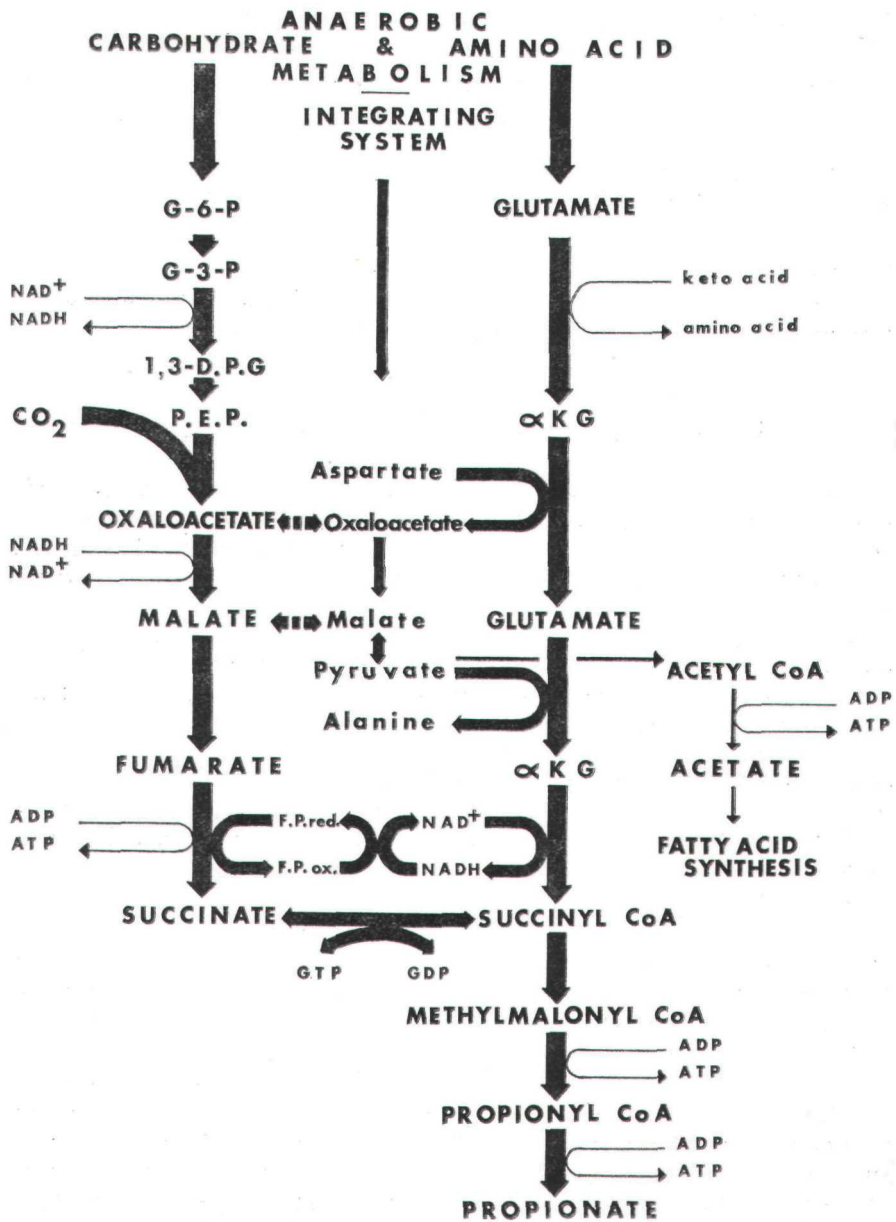 ANAEROBIC
CARBOHYDRATE & AMINO ACID
METABOLISM
INTEGRATING
SYSTEM
G-6-P
GLUTAMATE
G-3-P
NAD+
NADH
keto acid
amino acid
1,3-D.P.G
CO2
P.E.P.
∝KG
Aspartate
OXALOACETATE
Oxaloacetate
NADH
NAD+
MALATE
Malate
GLUTAMATE
Pyruvate
ACETYL CoA
Alanine
ADP
ATP
FUMARATE
∝KG
ACETATE
ADP
ATP
F.P.red.
NAD+
F.P.ox.
NADH
FATTY ACID
SYNTHESIS
SUCCINATE
SUCCINYL CoA
GTP
GDP
METHYLMALONYL CoA
ADP
ATP
PROPIONYL CoA
ADP
ATP
PROPIONATE